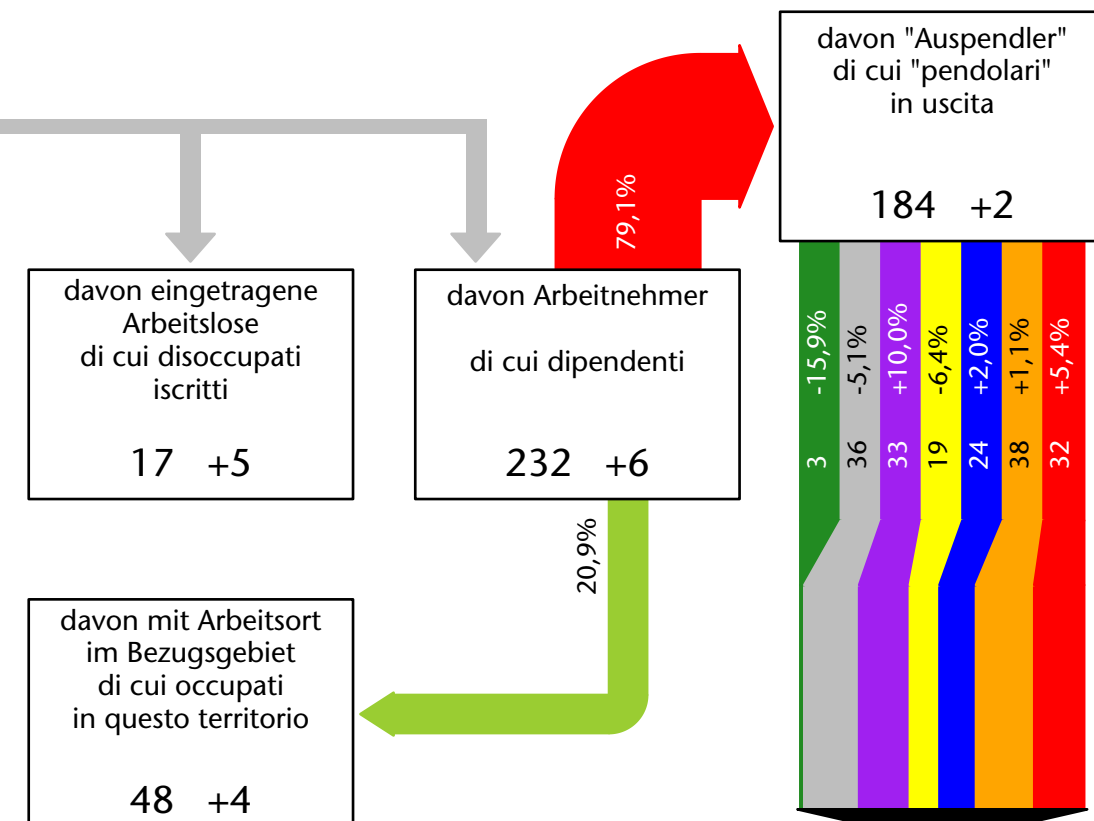 davon "Auspendler"
di cui "pendolari"
in uscita
184 +2
79,1%
davon eingetragene
Arbeitslose
di cui disoccupati
iscritti
17 +5
davon Arbeitnehmer
di cui dipendenti
232 +6
-15,9%
-5,1%
+10,0%
-6,4%
+2,0%
+1,1%
+5,4%
3
36
33
19
24
38
32
20,9%
davon mit Arbeitsort
im Bezugsgebiet
di cui occupati
in questo territorio
48 +4